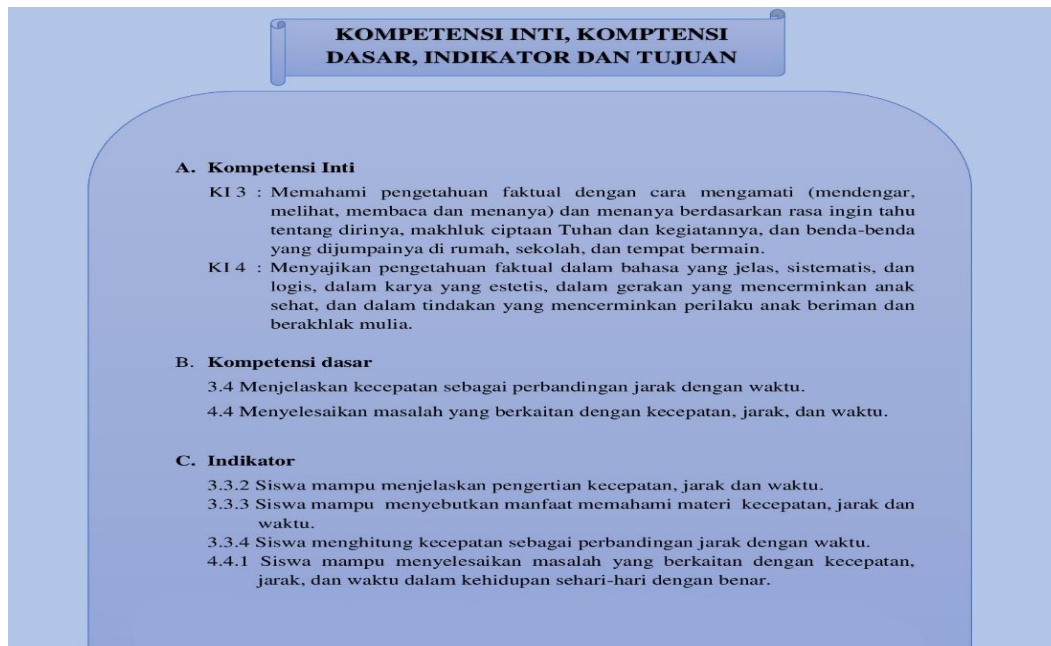 KOMPETENSI INTI, KOMPTENSI
DASAR, INDIKATOR DAN TUJUAN
A. Kompetensi Inti
KI 3 : Memahami pengetahuan faktual dengan cara mengamati (mendengar,
melihat, membaca dan menanya) dan menanya berdasarkan rasa ingin tahu
tentang dirinya, makhluk ciptaan Tuhan dan kegiatannya, dan benda-benda
yang dijumpainya di rumah, sekolah, dan tempat bermain.
KI 4 : Menyajikan pengetahuan faktual dalam bahasa yang jelas, sistematis, dan
logis, dalam karya yang estetis, dalam gerakan yang mencerminkan anak
sehat, dan dalam tindakan yang mencerminkan perilaku anak beriman dan
berakhlak mulia.
B. Kompetensi dasar
3.4 Menjelaskan kecepatan sebagai perbandingan jarak dengan waktu.
4.4 Menyelesaikan masalah yang berkaitan dengan kecepatan, jarak, dan waktu.
C. Indikator
3.3.2 Siswa mampu menjelaskan pengertian kecepatan, jarak dan waktu.
3.3.3 Siswa mampu menyebutkan manfaat memahami materi kecepatan, jarak dan
waktu.
3.3.4 Siswa menghitung kecepatan sebagai perbandingan jarak dengan waktu.
4.4.1 Siswa mampu menyelesaikan masalah yang berkaitan dengan kecepatan,
jarak, dan waktu dalam kehidupan sehari-hari dengan benar.